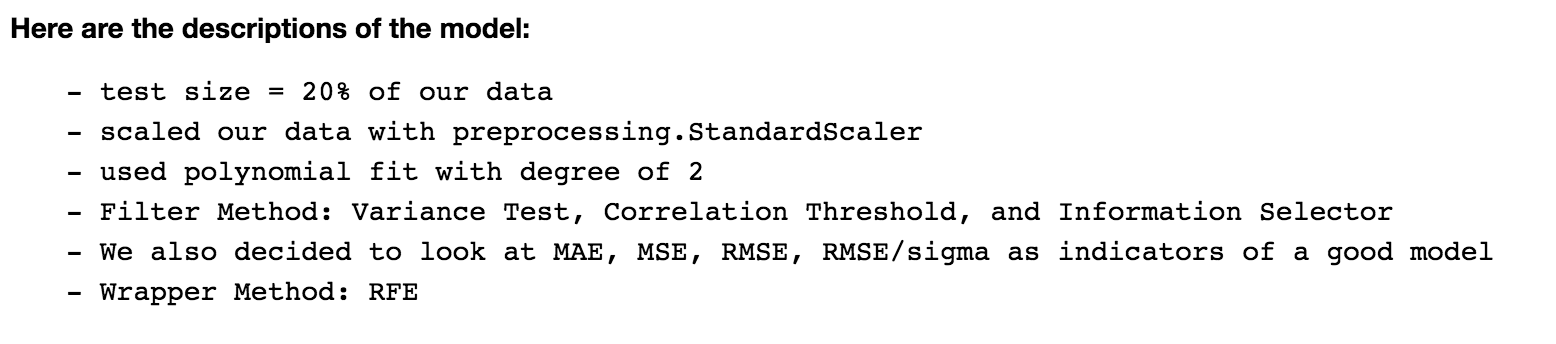 Here are the descriptions of the model:
- test size = 20% of our data
- scaled our data with preprocessing.StandardScaler
- used polynomial fit with degree of 2
- Filter Method: Variance Test, Correlation Threshold, and Information Selector
- We also decided to look at MAE, MSE, RMSE, RMSE/sigma as indicators of a good model
- Wrapper Method: RFE